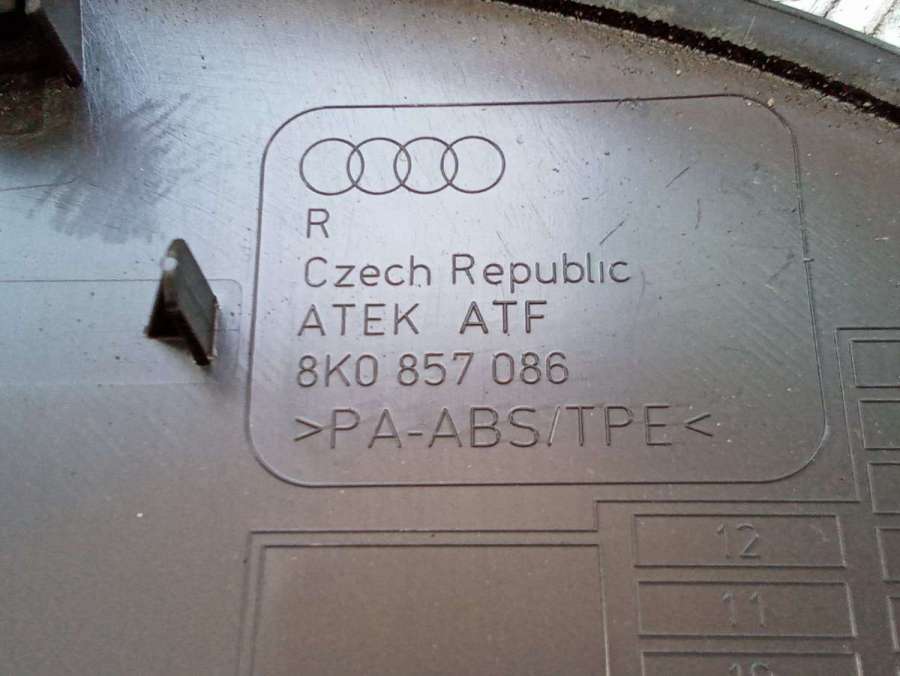 R
Czech Republic
ATEK ATF
8K0 857 086
>PA-ABS/TPE<
12
11